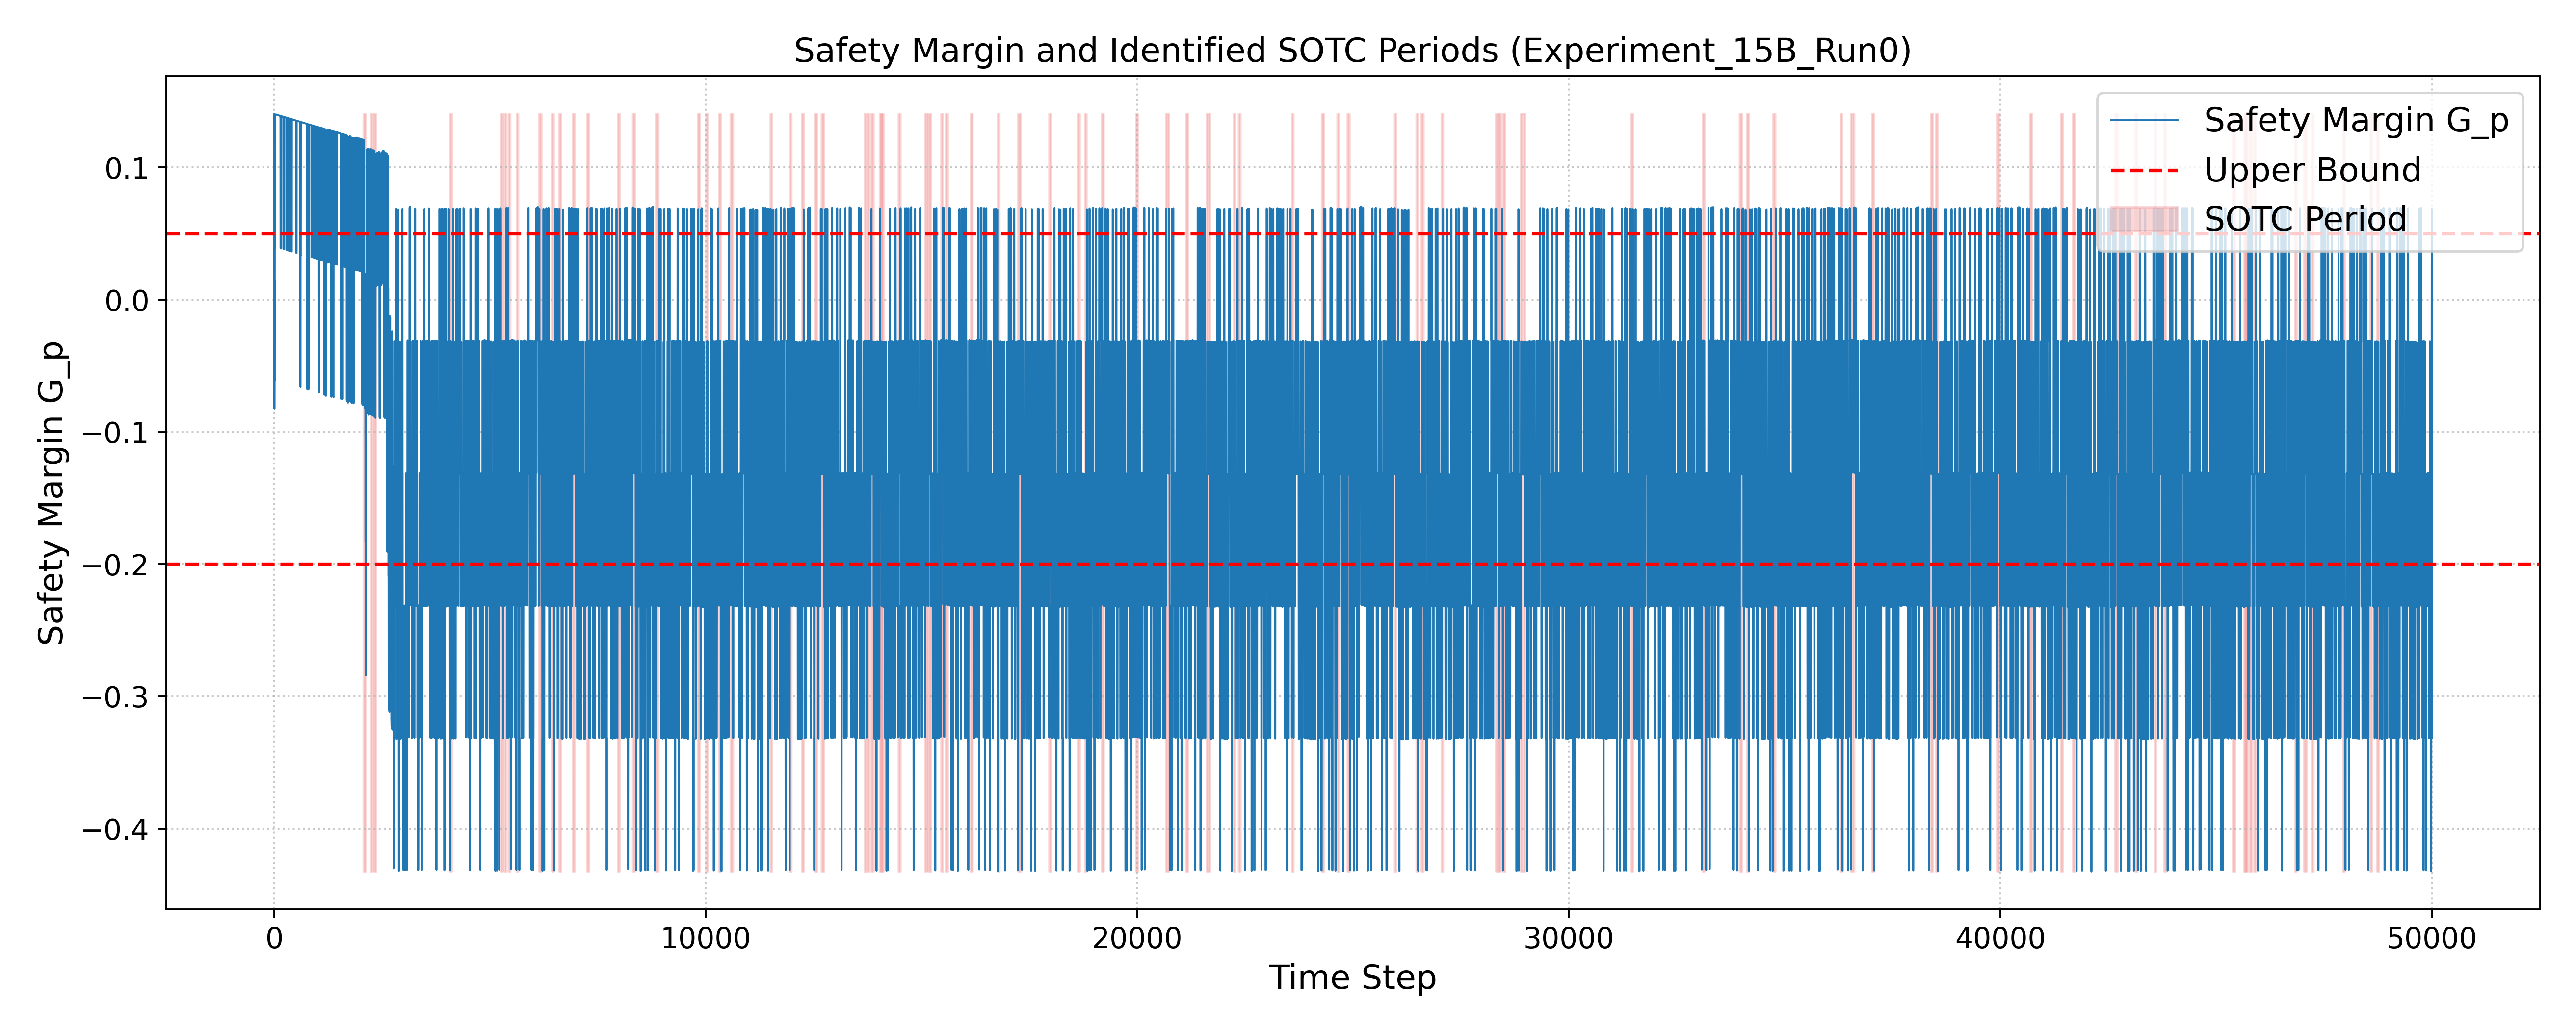 Safety Margin and Identified SOTC Periods (Experiment_15B_Run0)
Safety Margin G_p
Upper Bound
SOTC Period
Safety Margin G_p
0.1
0.0
−0.1
−0.2
−0.3
−0.4
0 10000 20000 30000 40000 50000
Time Step